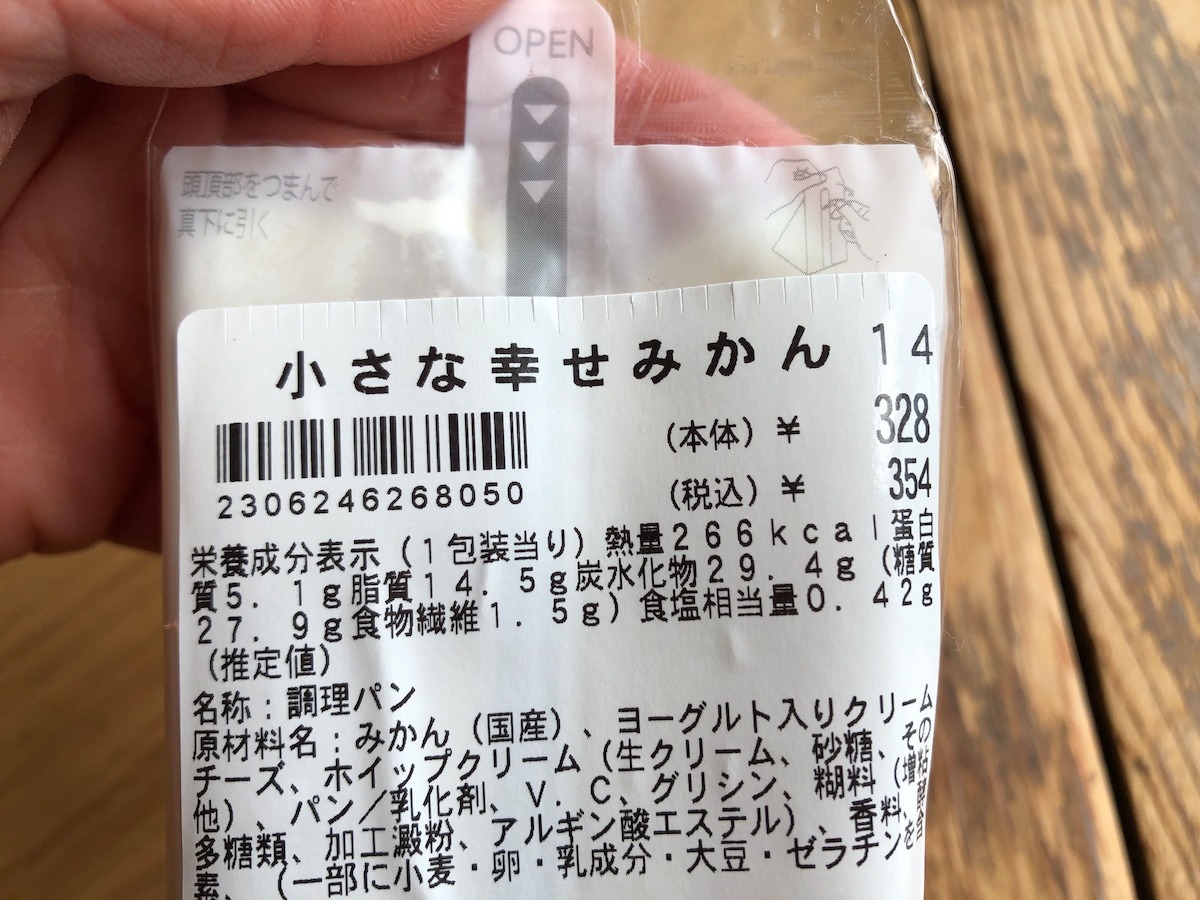 OPEN
頭頂部をつまんで
真下に引く
小さな幸せみかん 14
(本体) ¥ 328
2306246268050
(税込) ¥ 354
栄養成分表示(1包装当り)熱量266kcal蛋白
質5.1g脂質14.5g炭水化物29.4g(糖質
27.9g食物繊維1.5g)食塩相当量0.42g
(推定値)
名称:調理パン
原材料名:みかん(国産)、ヨーグルト入りクリーム
チーズ、ホイップクリーム(生クリーム、砂糖、その
他)、パン/乳化剤、V.C、グリシン、糊料(増粘
多糖類、加工澱粉、アルギン酸エステル)、香料、酵
素、(一部に小麦・卵・乳成分・大豆・ゼラチンを含